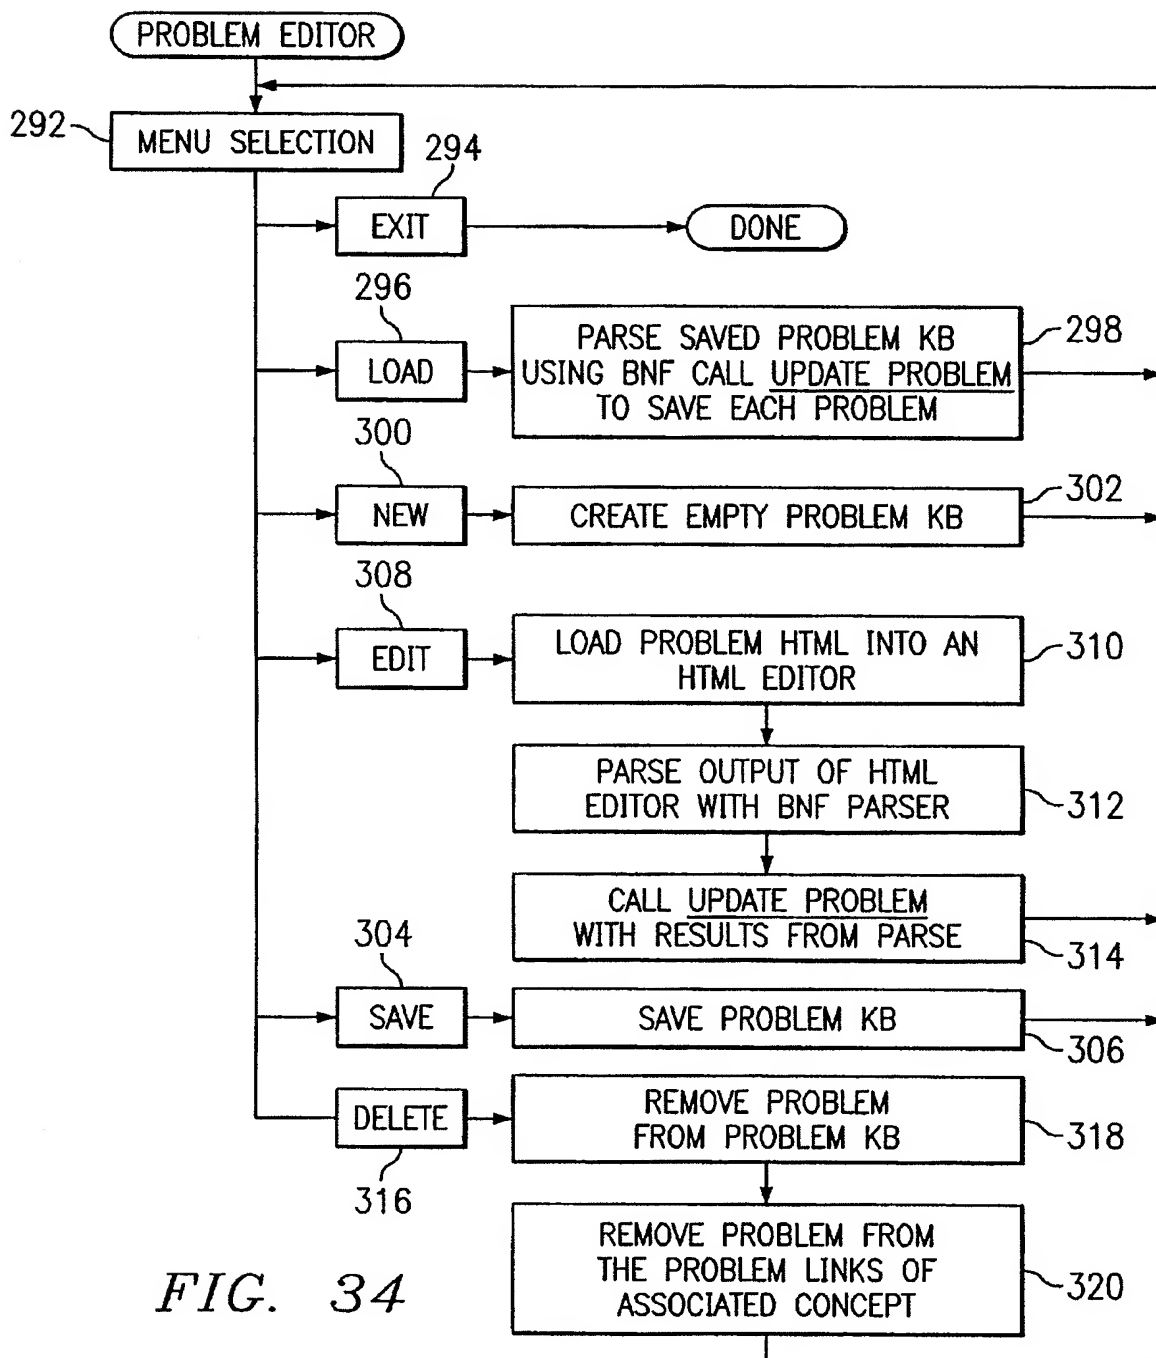 PROBLEM EDITOR
292
MENU SELECTION
294
EXIT
DONE
296
LOAD
PARSE SAVED PROBLEM KB
USING BNF CALL UPDATE PROBLEM
TO SAVE EACH PROBLEM
298
300
NEW
CREATE EMPTY PROBLEM KB
302
308
EDIT
LOAD PROBLEM HTML INTO AN
HTML EDITOR
310
PARSE OUTPUT OF HTML
EDITOR WITH BNF PARSER
312
CALL UPDATE PROBLEM
WITH RESULTS FROM PARSE
314
304
SAVE
SAVE PROBLEM KB
306
DELETE
316
REMOVE PROBLEM
FROM PROBLEM KB
318
REMOVE PROBLEM FROM
THE PROBLEM LINKS OF
ASSOCIATED CONCEPT
320
FIG. 34